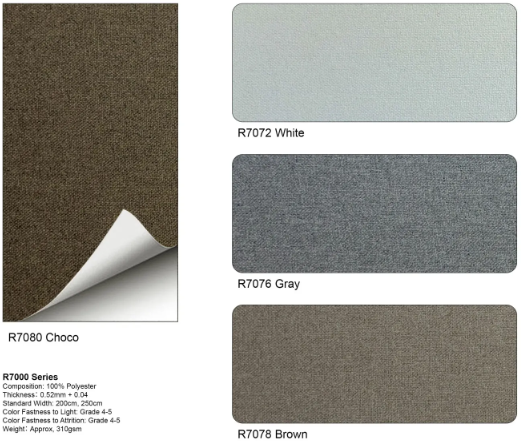 R7080 Choco
R7000 Series
Composition: 100% Polyester
Thickness: 0.52mm + 0.04
Standard Width: 200cm, 250cm
Color Fastness to Light: Grade 4-5
Color Fastness to Attrition: Grade 4-5
Weight: Approx, 310gsm
R7072 White
R7076 Gray
R7078 Brown